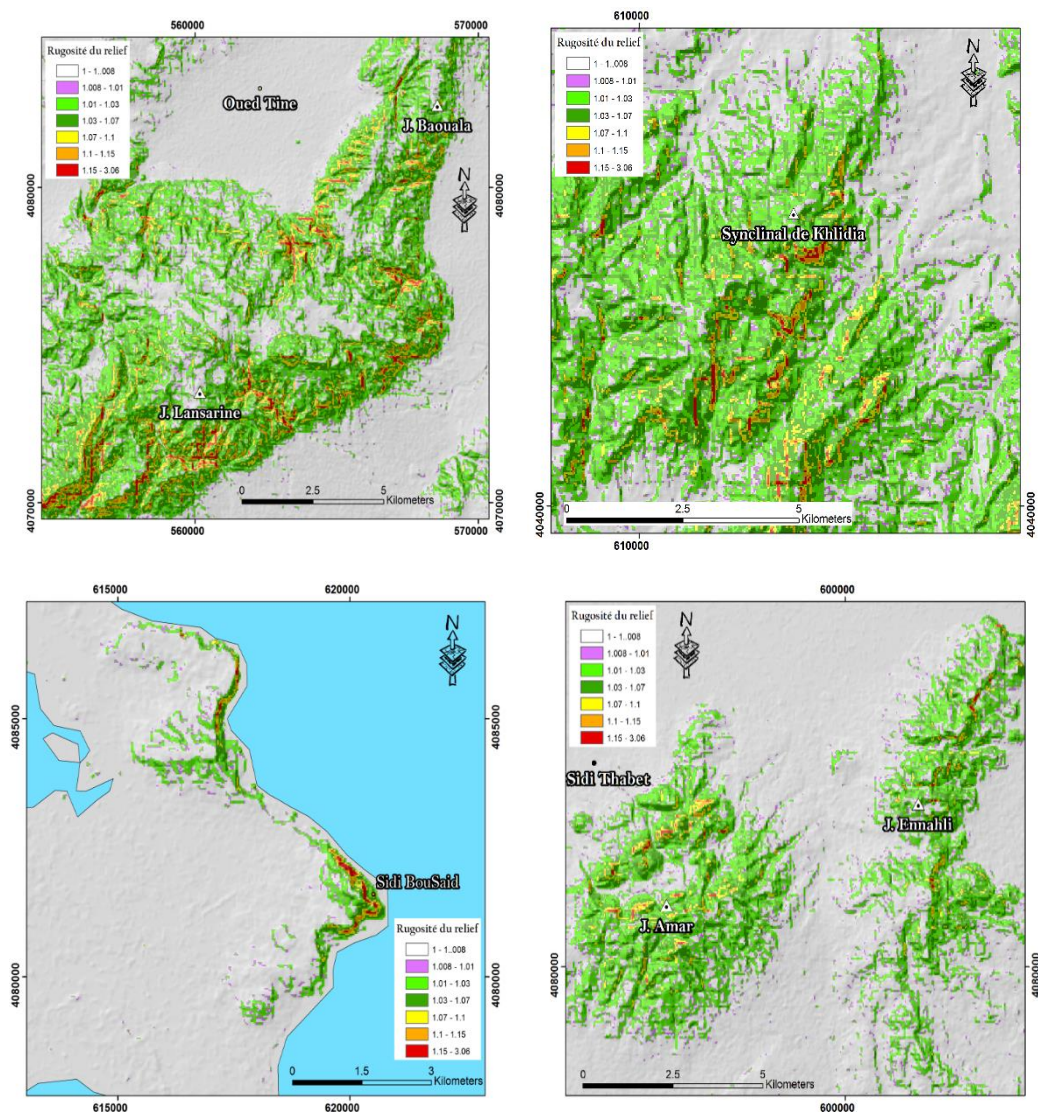 560000
570000
Rugosité du relief
1 - 1..008
1.008 - 1.01
1.01 - 1.03
1.03 - 1.07
1.07 - 1.1
1.1 - 1.15
1.15 - 3.06
Oued Tine
J. Baouala
N
4080000
4080000
J. Lansarine
0 2.5 5
Kilometers
4070000
4070000
560000
570000
610000
Rugosité du relief
1 - 1..008
1.008 - 1.01
1.01 - 1.03
1.03 - 1.07
1.07 - 1.1
1.1 - 1.15
1.15 - 3.06
N
Synclinal de Khlidia
0 2.5 5
Kilometers
4040000
4040000
610000
615000
620000
N
4085000
4085000
Sidi BouSaid
Rugosité du relief
1 - 1..008
1.008 - 1.01
1.01 - 1.03
1.03 - 1.07
1.07 - 1.1
1.1 - 1.15
1.15 - 3.06
4080000
4080000
0 1.5 3
Kilometers
615000
620000
600000
Rugosité du relief
1 - 1..008
1.008 - 1.01
1.01 - 1.03
1.03 - 1.07
1.07 - 1.1
1.1 - 1.15
1.15 - 3.06
N
Sidi Thabet
J. Ennahli
J. Amar
4080000
4080000
0 2.5 5
Kilometers
600000